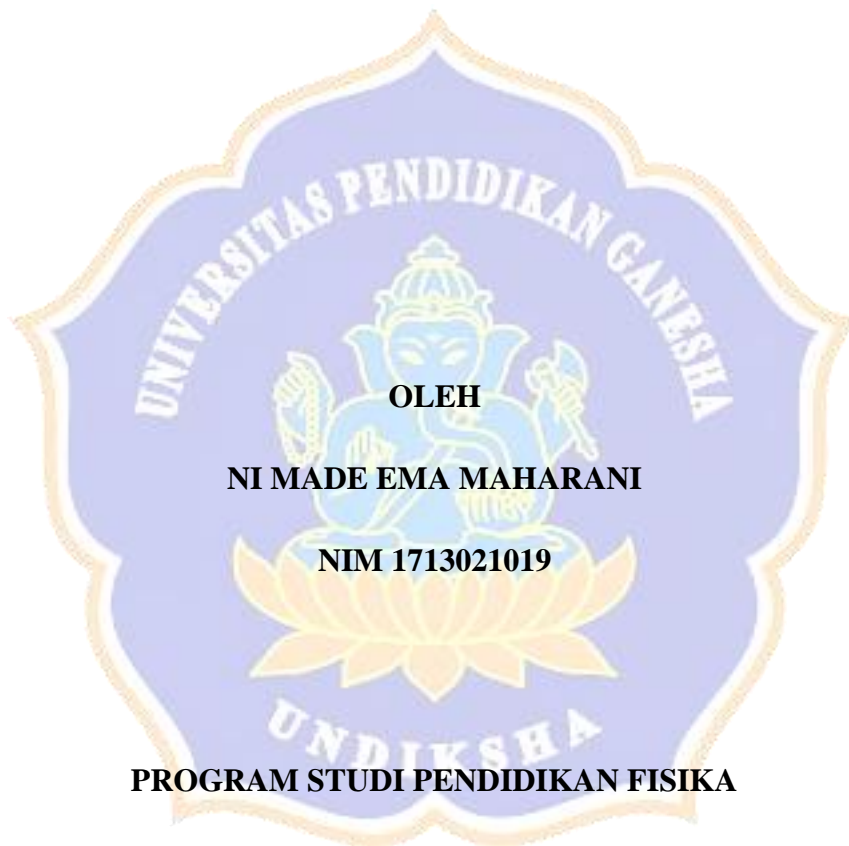 UNIVERSITAS PENDIDIKAN GANESHA
OLEH
NI MADE EMA MAHARANI
NIM 1713021019
UNDIKSHA
PROGRAM STUDI PENDIDIKAN FISIKA